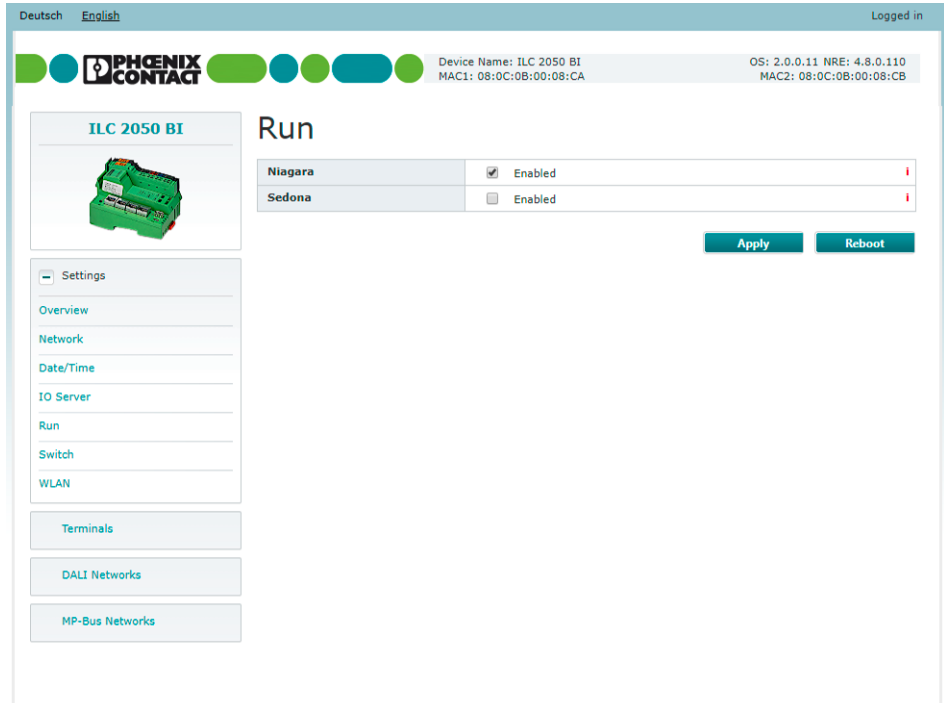 Deutsch English Logged in
PHŒNIX
CONTACT
Device Name: ILC 2050 BI OS: 2.0.0.11 NRE: 4.8.0.110
MAC1: 08:0C:0B:00:08:CA MAC2: 08:0C:0B:00:08:CB
ILC 2050 BI
Run
Niagara Enabled i
Sedona Enabled i
Apply Reboot
Settings
Overview
Network
Date/Time
IO Server
Run
Switch
WLAN
Terminals
DALI Networks
MP-Bus Networks